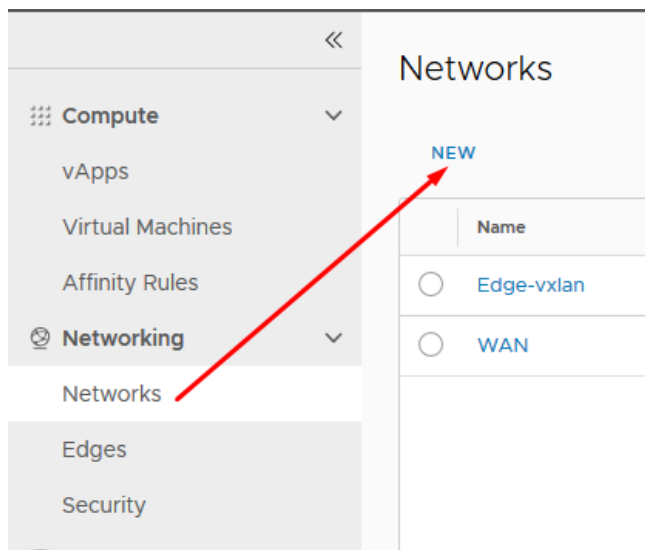 Compute
vApps
Virtual Machines
Affinity Rules
Networking
Networks
Edges
Security
Networks
NEW
Name
Edge-vxlan
WAN